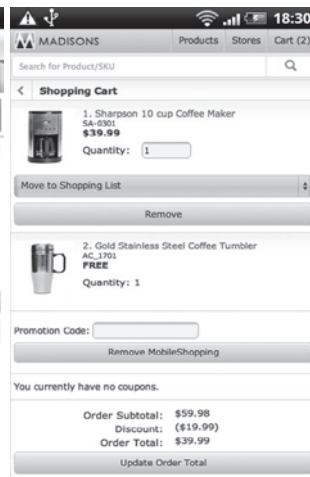 18:30
MADISONS Products Stores Cart (2)
Search for Product/SKU
< Shopping Cart
1. Sharpson 10 cup Coffee Maker
SA-0301
$39.99
Quantity: 1
Move to Shopping List
Remove
2. Gold Stainless Steel Coffee Tumbler
AC_1701
FREE
Quantity: 1
Promotion Code:
Remove MobileShopping
You currently have no coupons.
Order Subtotal: $59.98
Discount: ($19.99)
Order Total: $39.99
Update Order Total